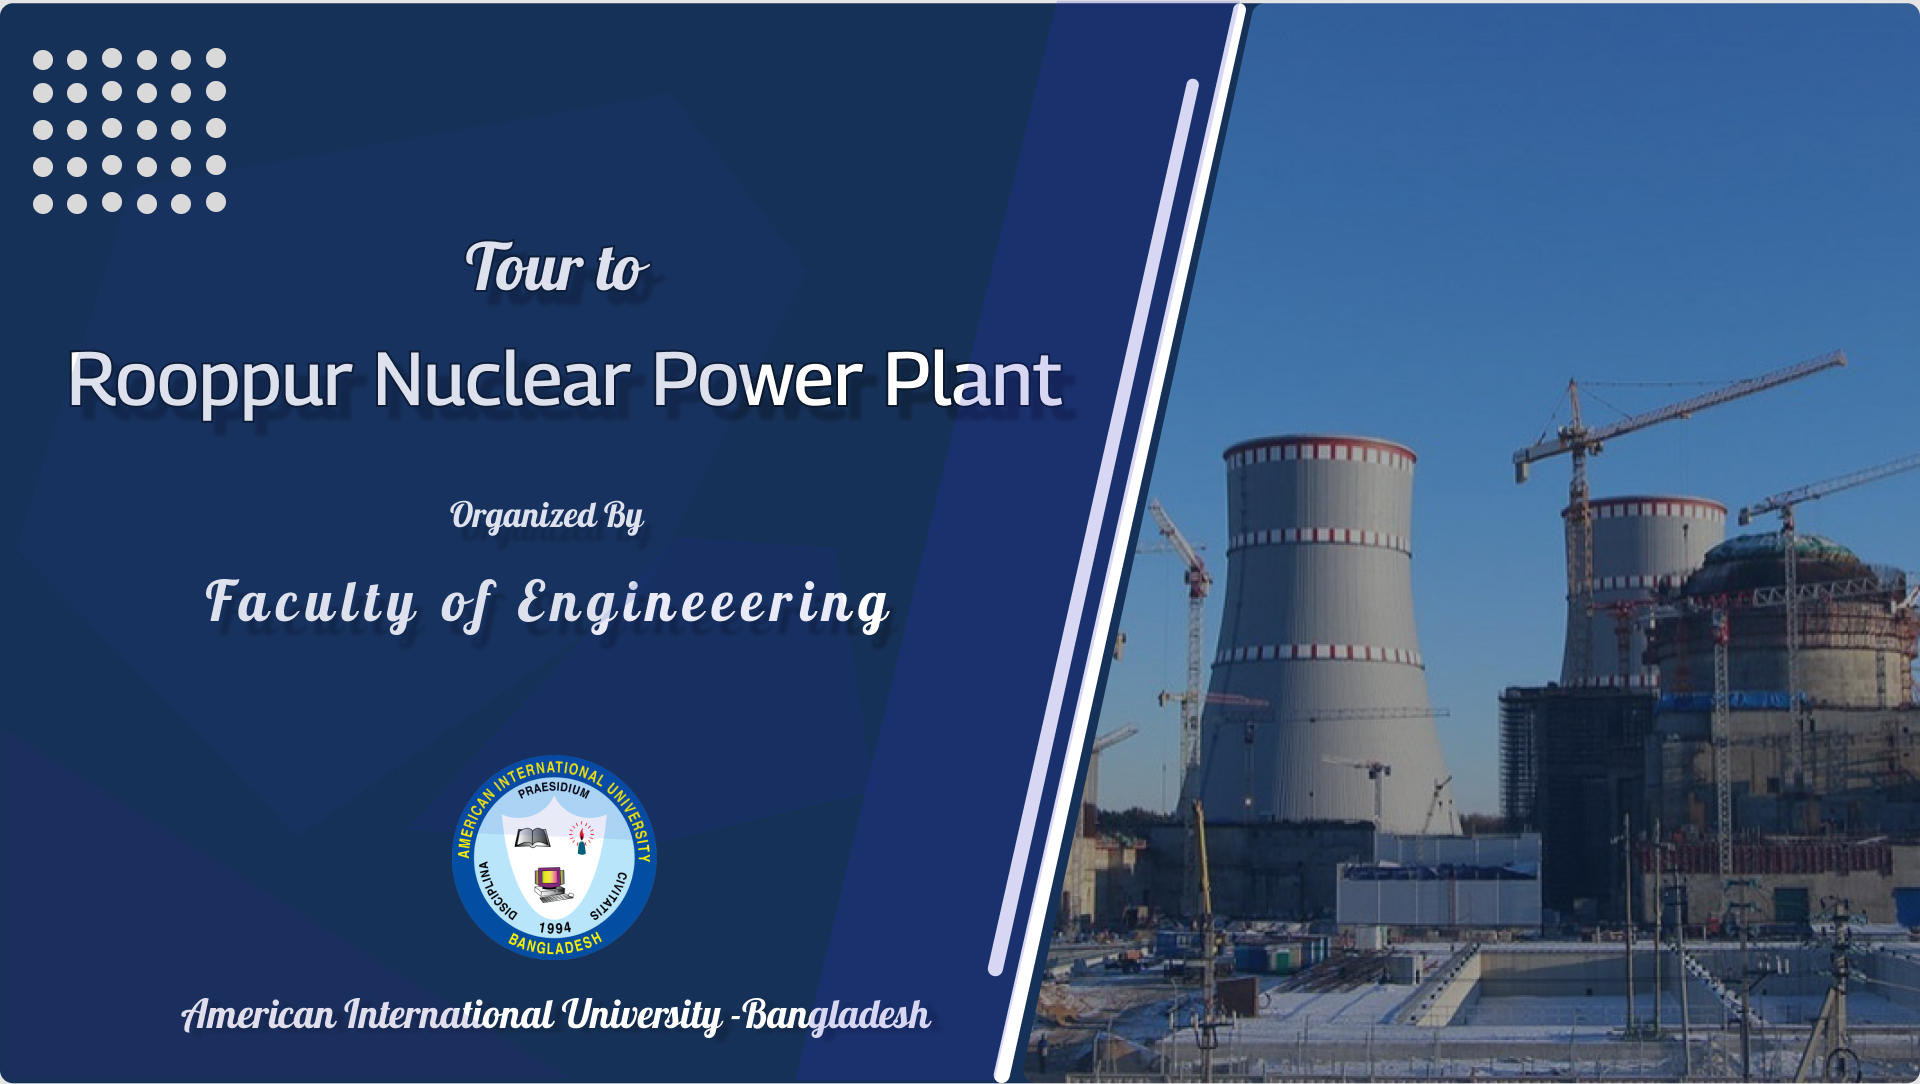 Tour to
Rooppur Nuclear Power Plant
Organized By
Faculty of Engineeering
AMERICAN INTERNATIONAL UNIVERSITY
PRAESIDIUM
DISCIPLINA
CIVITATIS
1994
BANGLADESH
American International University -Bangladesh